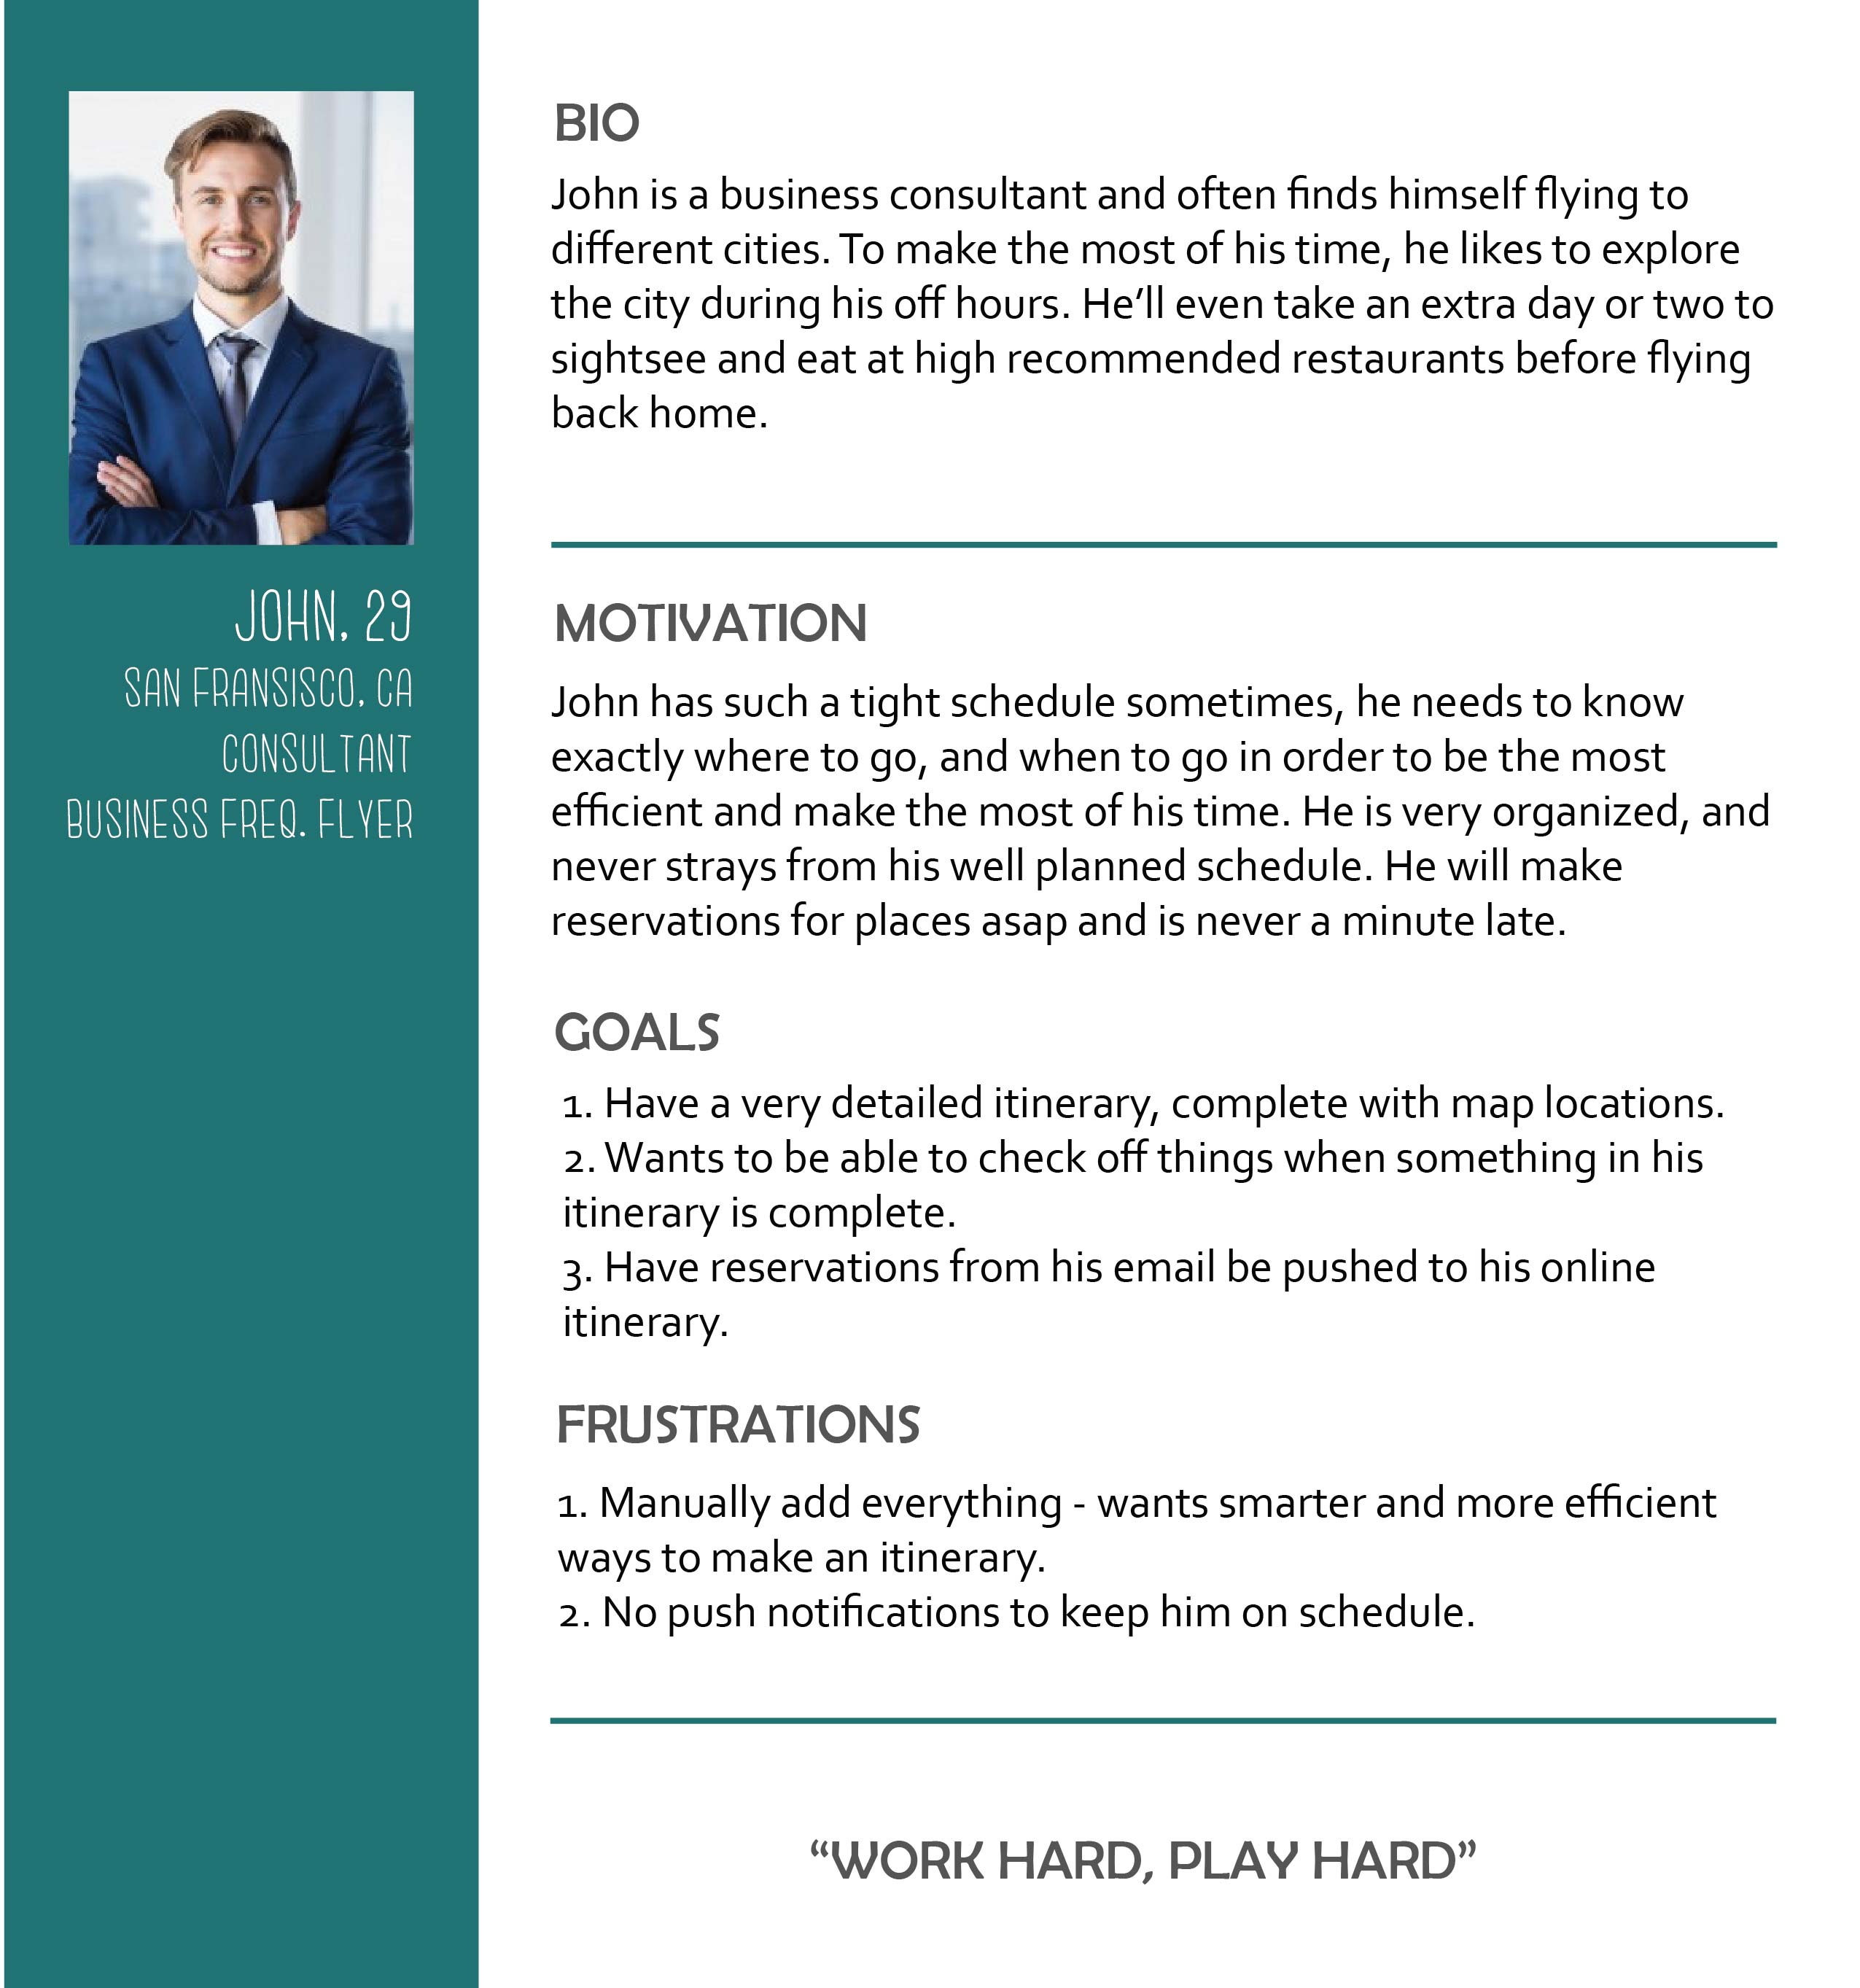 JOHN, 29
SAN FRANSISCO, CA
CONSULTANT
BUSINESS FREQ. FLYER
BIO
John is a business consultant and often finds himself flying to
different cities. To make the most of his time, he likes to explore
the city during his off hours. He’ll even take an extra day or two to
sightsee and eat at high recommended restaurants before flying
back home.
MOTIVATION
John has such a tight schedule sometimes, he needs to know
exactly where to go, and when to go in order to be the most
efficient and make the most of his time. He is very organized, and
never strays from his well planned schedule. He will make
reservations for places asap and is never a minute late.
GOALS
1. Have a very detailed itinerary, complete with map locations.
2. Wants to be able to check off things when something in his
itinerary is complete.
3. Have reservations from his email be pushed to his online
itinerary.
FRUSTRATIONS
1. Manually add everything - wants smarter and more efficient
ways to make an itinerary.
2. No push notifications to keep him on schedule.
“WORK HARD, PLAY HARD”